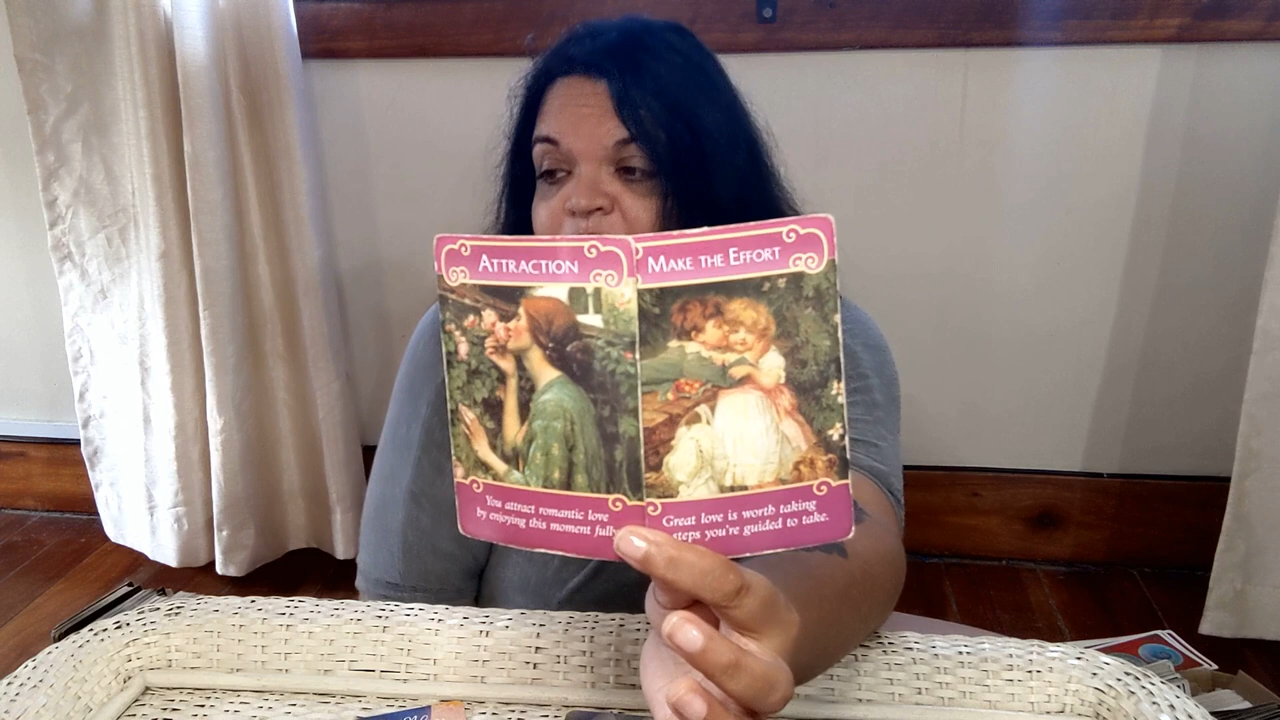 ATTRACTION
You attract romantic love
by enjoying this moment fully
MAKE THE EFFORT
Great love is worth taking
steps you're guided to take.